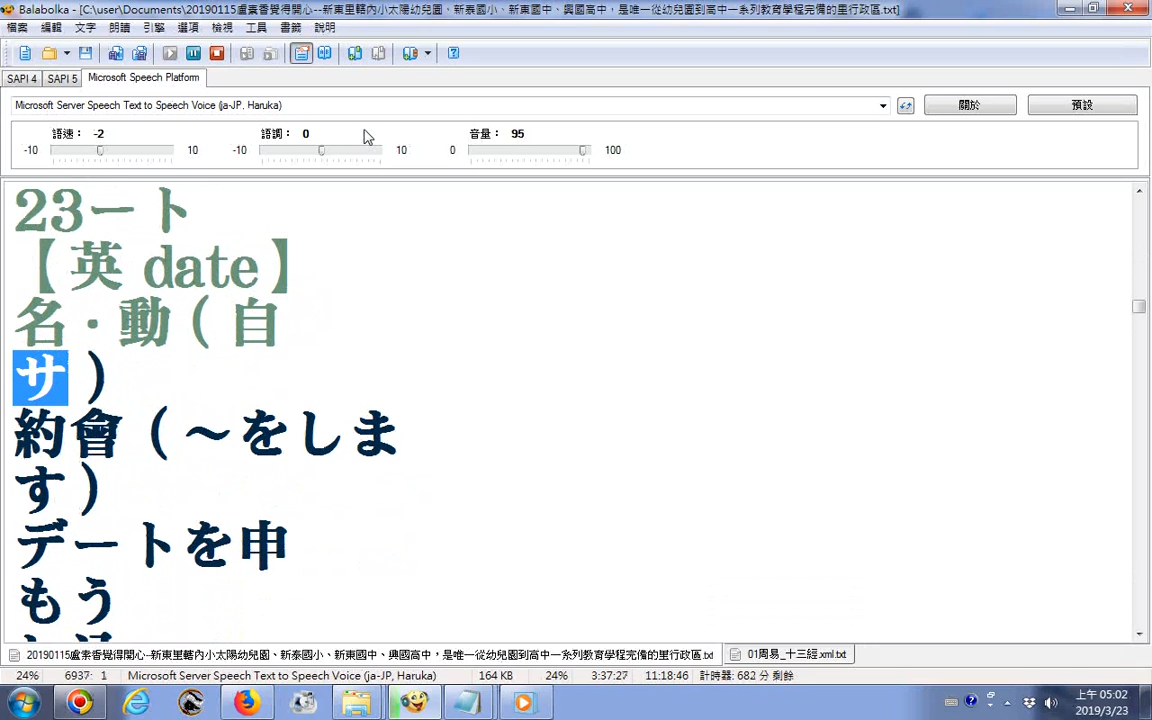 Balabolka - [C:\user\Documents\20190115盧素香覺得開心--新東里轄內小太陽幼兒園、新泰國小、新東國中、興國高中，是唯一從幼兒園到高中一系列教育學程完備的里行政區.txt]
檔案 編輯 文字 朗讀 引擎 選項 檢視 工具 書籤 說明
SAPI 4 SAPI 5 Microsoft Speech Platform
Microsoft Server Speech Text to Speech Voice (ja-JP, Haruka) 關於 預設
語速： -2 語調： 0 音量： 95
-10 10 -10 10 0 100
23ート
【英 date】
名・動（自
サ）
約會（～をしま
す）
デートを申
もう
20190115盧素香覺得開心--新東里轄內小太陽幼兒園、新泰國小、新東國中、興國高中，是唯一從幼兒園到高中一系列教育學程完備的里行政區.txt 01周易_十三經.xml.txt
24% 6937: 1 Microsoft Server Speech Text to Speech Voice (ja-JP, Haruka) 164 KB 24% 3:37:27 11:18:46 計時器: 682 分 剩餘
上午 05:02
2019/3/23